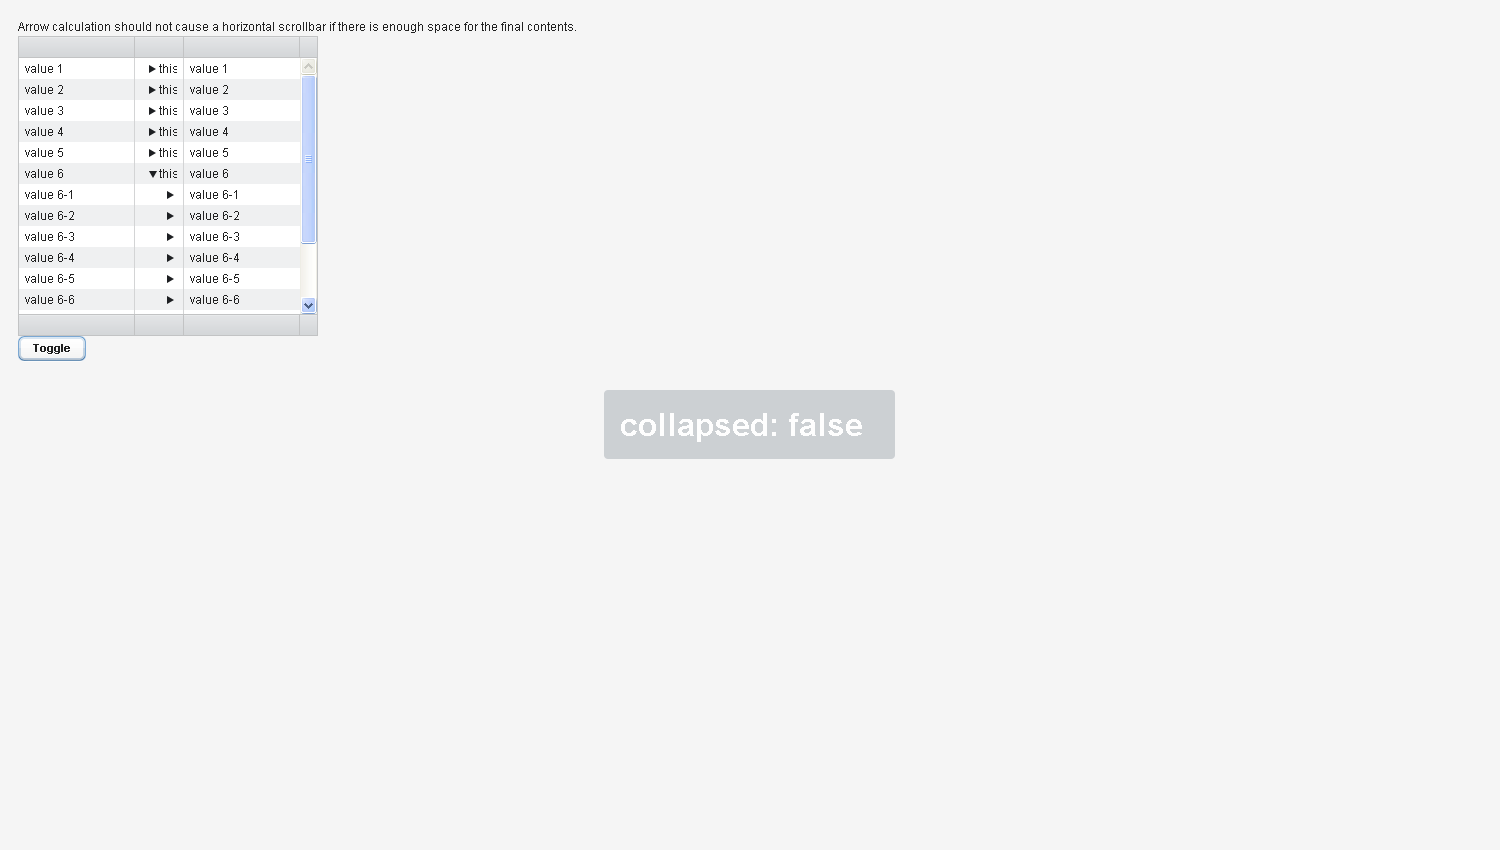 Arrow calculation should not cause a horizontal scrollbar if there is enough space for the final contents.
value 1 this value 1
value 2 this value 2
value 3 this value 3
value 4 this value 4
value 5 this value 5
value 6 this value 6
value 6-1 value 6-1
value 6-2 value 6-2
value 6-3 value 6-3
value 6-4 value 6-4
value 6-5 value 6-5
value 6-6 value 6-6
Toggle
collapsed: false